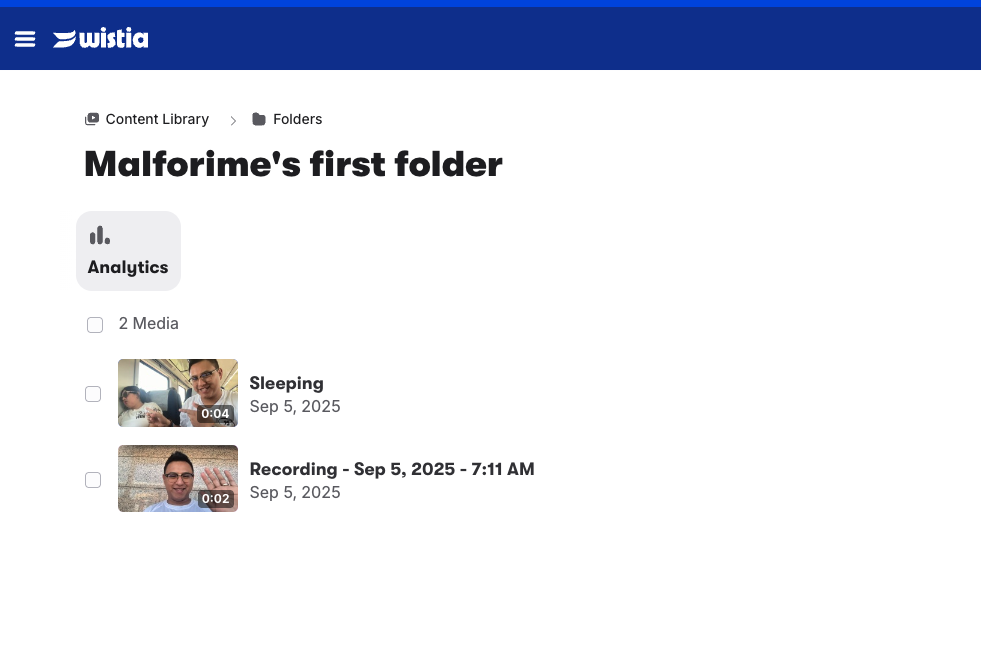 wistia
Content Library > Folders
Malforime's first folder
Analytics
2 Media
Sleeping
Sep 5, 2025
0:04
Recording - Sep 5, 2025 - 7:11 AM
Sep 5, 2025
0:02